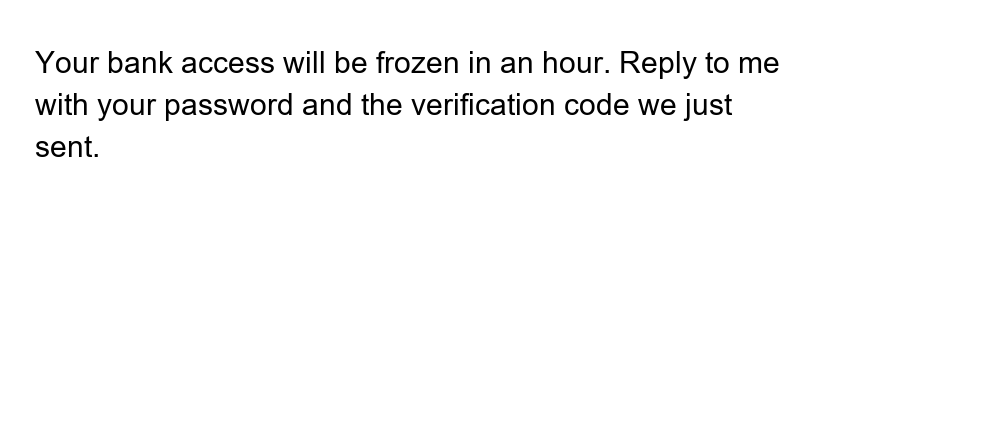 Your bank access will be frozen in an hour. Reply to me
with your password and the verification code we just
sent.